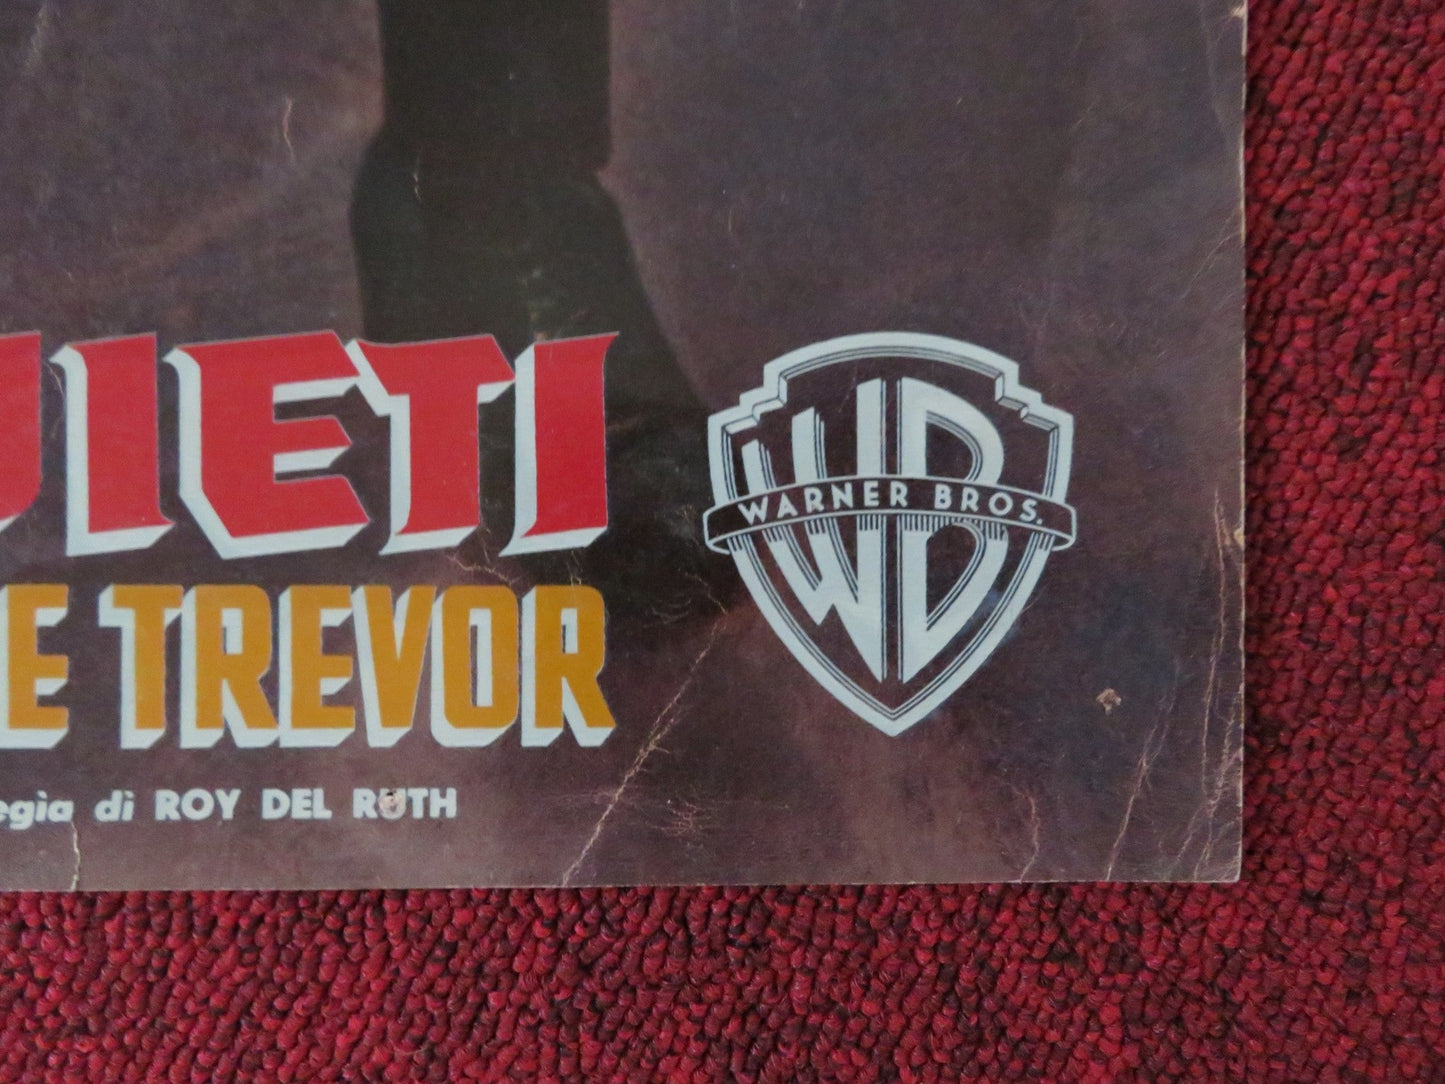 UIETI
E TREVOR
egia di ROY DEL RUTH
WB
WARNER BROS.